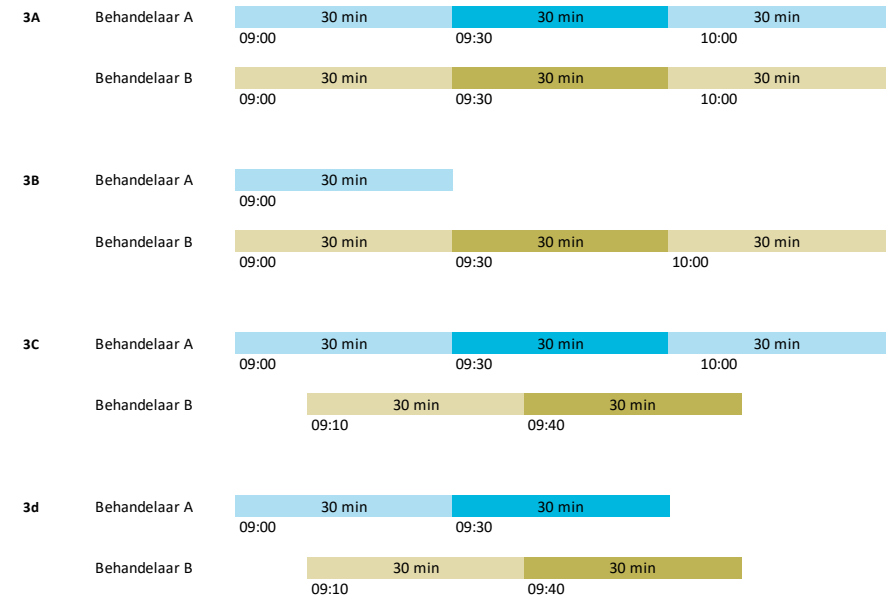 3A Behandelaar A 30 min 30 min 30 min
09:00 09:30 10:00
Behandelaar B 30 min 30 min 30 min
09:00 09:30 10:00
3B Behandelaar A 30 min
09:00
Behandelaar B 30 min 30 min 30 min
09:00 09:30 10:00
3C Behandelaar A 30 min 30 min 30 min
09:00 09:30 10:00
Behandelaar B 30 min 30 min
09:10 09:40
3d Behandelaar A 30 min 30 min
09:00 09:30
Behandelaar B 30 min 30 min
09:10 09:40